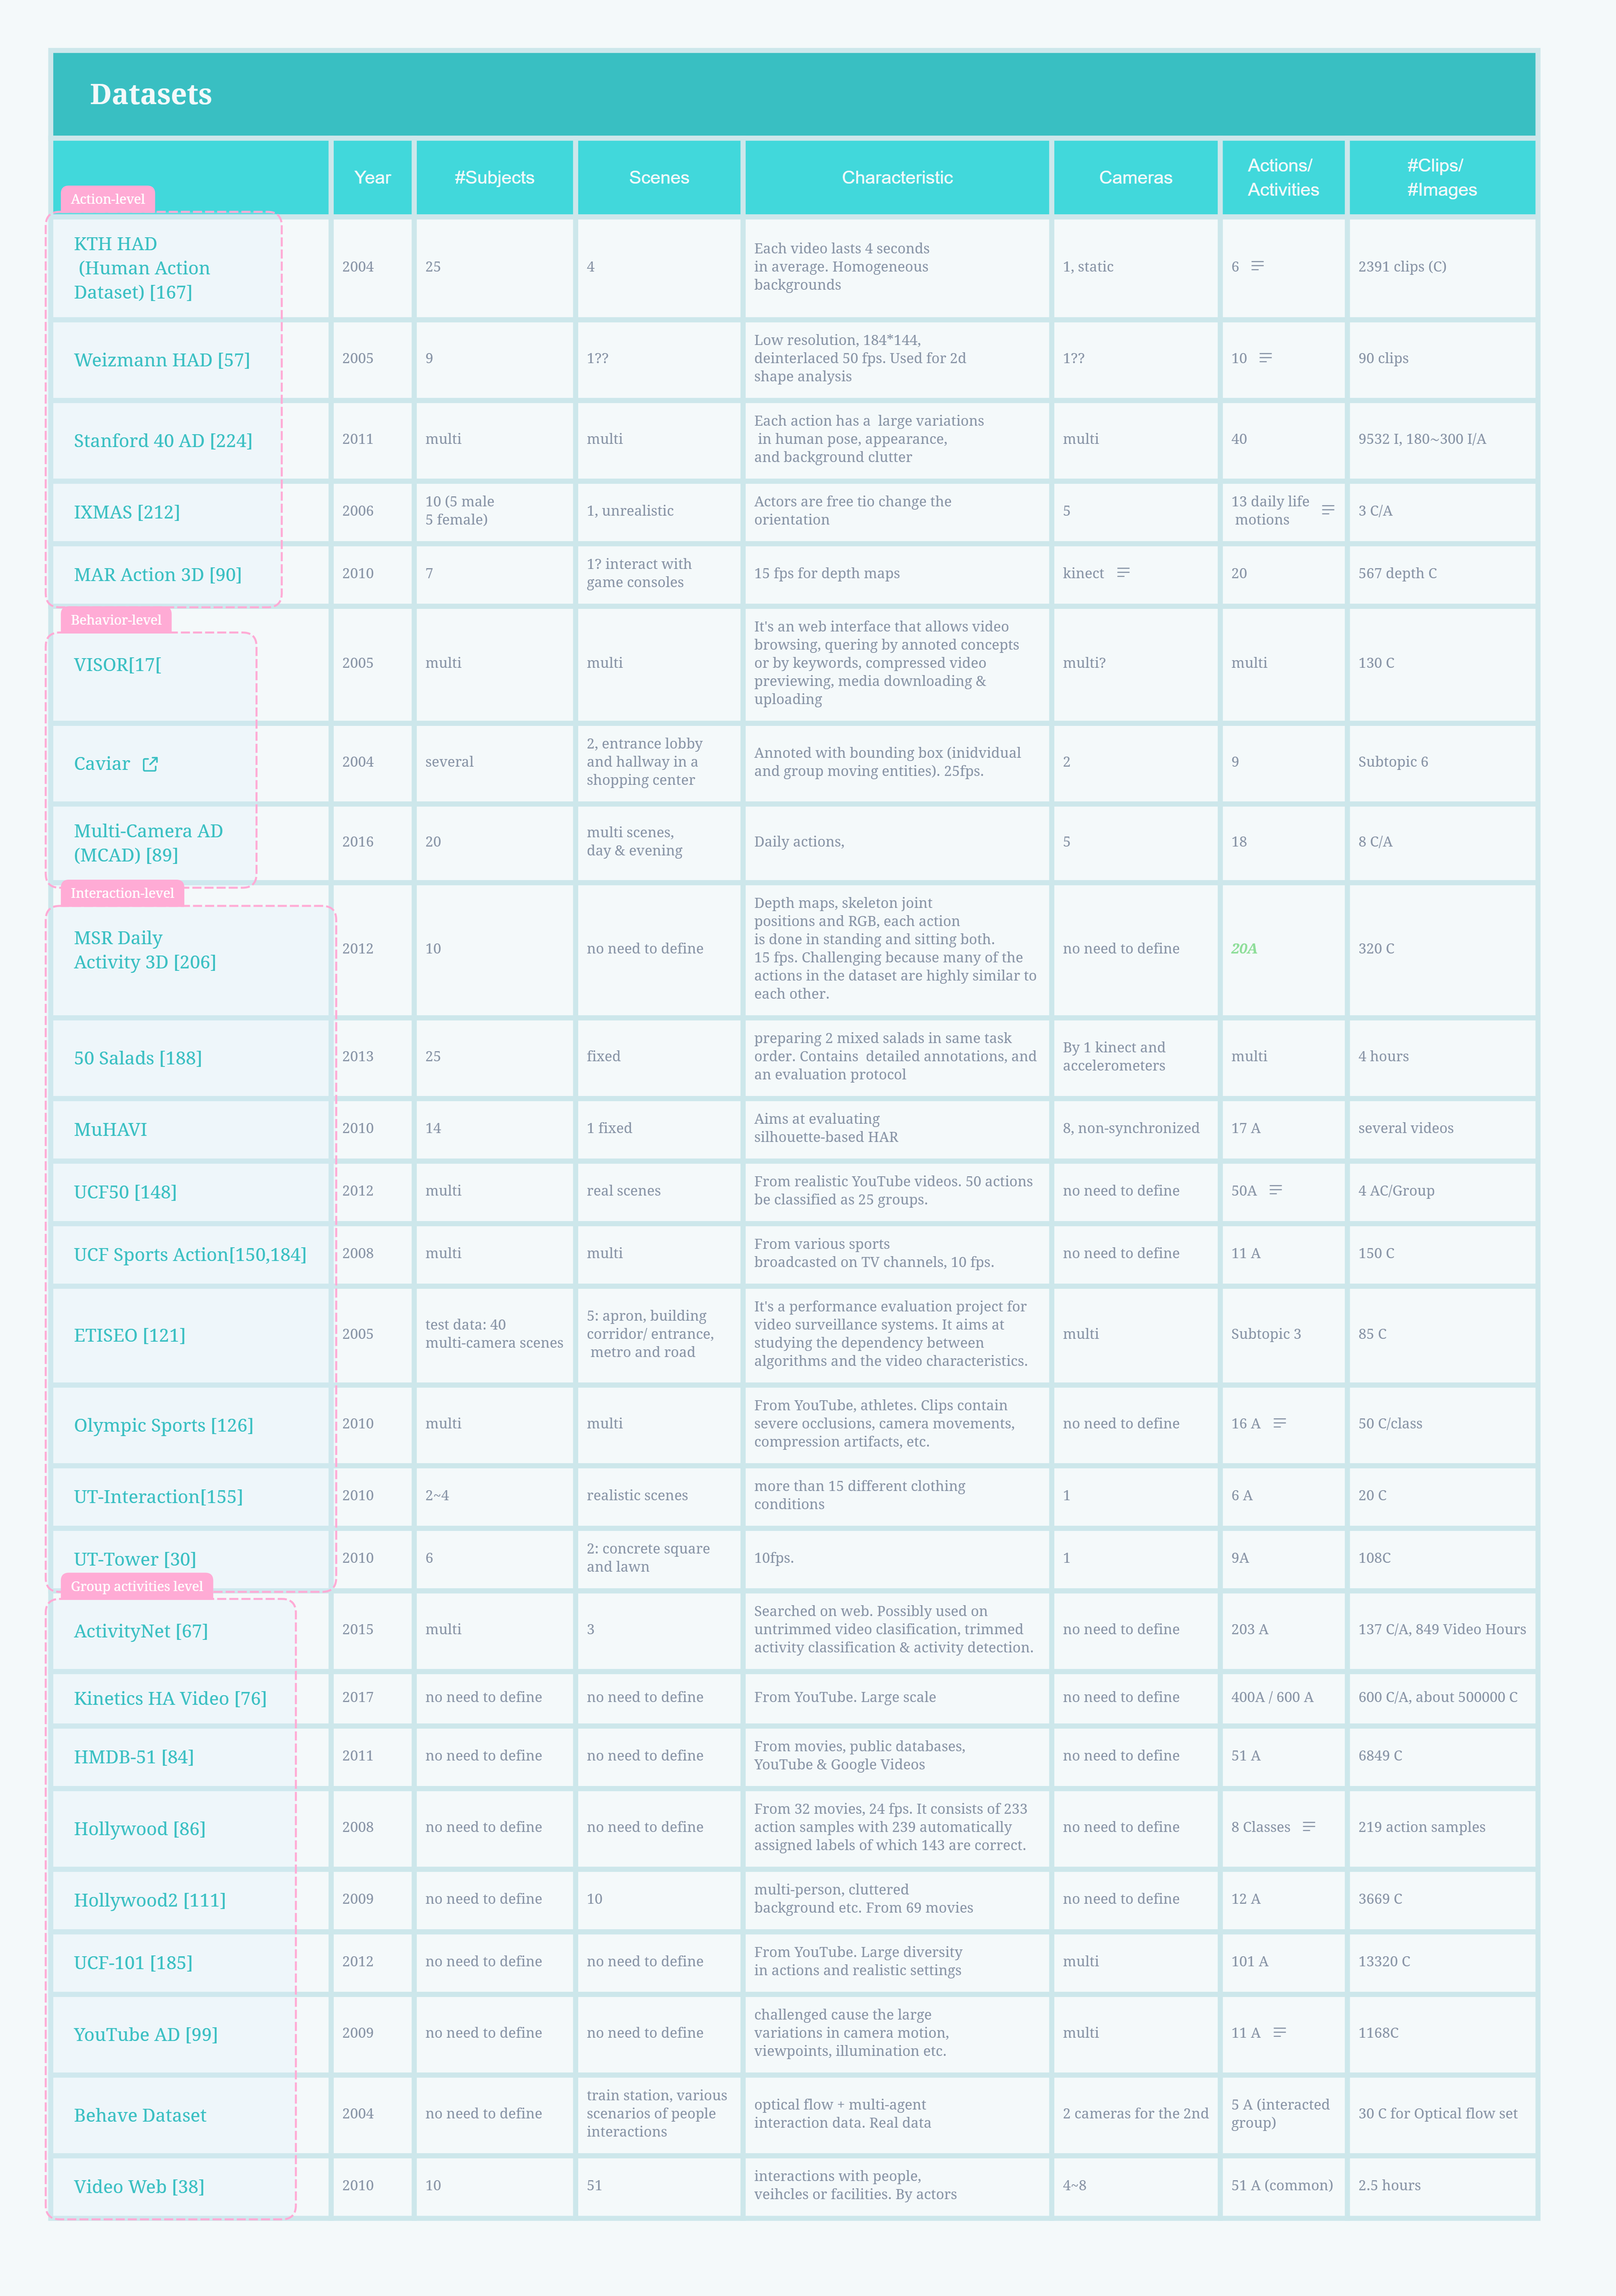 Datasets
Year
#Subjects
Scenes
Characteristic
Cameras
Actions/
Activities
#Clips/
#Images
Action-level
KTH HAD
(Human Action
Dataset) [167]
2004
25
4
Each video lasts 4 seconds
in average. Homogeneous
backgrounds
1, static
6
2391 clips (C)
Weizmann HAD [57]
2005
9
1??
Low resolution, 184*144,
deinterlaced 50 fps. Used for 2d
shape analysis
1??
10
90 clips
Stanford 40 AD [224]
2011
multi
multi
Each action has a  large variations
in human pose, appearance,
and background clutter
multi
40
9532 I, 180~300 I/A
IXMAS [212]
2006
10 (5 male
5 female)
1, unrealistic
Actors are free tio change the
orientation
5
13 daily life
motions
3 C/A
MAR Action 3D [90]
2010
7
1? interact with
game consoles
15 fps for depth maps
kinect
20
567 depth C
Behavior-level
VISOR[17[
2005
multi
multi
It's an web interface that allows video
browsing, quering by annoted concepts
or by keywords, compressed video
previewing, media downloading &
uploading
multi?
multi
130 C
Caviar
2004
several
2, entrance lobby
and hallway in a
shopping center
Annoted with bounding box (inidvidual
and group moving entities). 25fps.
2
9
Subtopic 6
Multi-Camera AD
(MCAD) [89]
2016
20
multi scenes,
day & evening
Daily actions,
5
18
8 C/A
Interaction-level
MSR Daily
Activity 3D [206]
2012
10
no need to define
Depth maps, skeleton joint
positions and RGB, each action
is done in standing and sitting both.
15 fps. Challenging because many of the
actions in the dataset are highly similar to
each other.
no need to define
20A
320 C
50 Salads [188]
2013
25
fixed
preparing 2 mixed salads in same task
order. Contains  detailed annotations, and
an evaluation protocol
By 1 kinect and
accelerometers
multi
4 hours
MuHAVI
2010
14
1 fixed
Aims at evaluating
silhouette-based HAR
8, non-synchronized
17 A
several videos
UCF50 [148]
2012
multi
real scenes
From realistic YouTube videos. 50 actions
be classified as 25 groups.
no need to define
50A
4 AC/Group
UCF Sports Action[150,184]
2008
multi
multi
From various sports
broadcasted on TV channels, 10 fps.
no need to define
11 A
150 C
ETISEO [121]
2005
test data: 40
multi-camera scenes
5: apron, building
corridor/ entrance,
metro and road
It's a performance evaluation project for
video surveillance systems. It aims at
studying the dependency between
algorithms and the video characteristics.
multi
Subtopic 3
85 C
Olympic Sports [126]
2010
multi
multi
From YouTube, athletes. Clips contain
severe occlusions, camera movements,
compression artifacts, etc.
no need to define
16 A
50 C/class
UT-Interaction[155]
2010
2~4
realistic scenes
more than 15 different clothing
conditions
1
6 A
20 C
UT-Tower [30]
2010
6
2: concrete square
and lawn
10fps.
1
9A
108C
Group activities level
ActivityNet [67]
2015
multi
3
Searched on web. Possibly used on
untrimmed video clasification, trimmed
activity classification & activity detection.
no need to define
203 A
137 C/A, 849 Video Hours
Kinetics HA Video [76]
2017
no need to define
no need to define
From YouTube. Large scale
no need to define
400A / 600 A
600 C/A, about 500000 C
HMDB-51 [84]
2011
no need to define
no need to define
From movies, public databases,
YouTube & Google Videos
no need to define
51 A
6849 C
Hollywood [86]
2008
no need to define
no need to define
From 32 movies, 24 fps. It consists of 233
action samples with 239 automatically
assigned labels of which 143 are correct.
no need to define
8 Classes
219 action samples
Hollywood2 [111]
2009
no need to define
10
multi-person, cluttered
background etc. From 69 movies
no need to define
12 A
3669 C
UCF-101 [185]
2012
no need to define
no need to define
From YouTube. Large diversity
in actions and realistic settings
multi
101 A
13320 C
YouTube AD [99]
2009
no need to define
no need to define
challenged cause the large
variations in camera motion,
viewpoints, illumination etc.
multi
11 A
1168C
Behave Dataset
2004
no need to define
train station, various
scenarios of people
interactions
optical flow + multi-agent
interaction data. Real data
2 cameras for the 2nd
5 A (interacted
group)
30 C for Optical flow set
Video Web [38]
2010
10
51
interactions with people,
veihcles or facilities. By actors
4~8
51 A (common)
2.5 hours